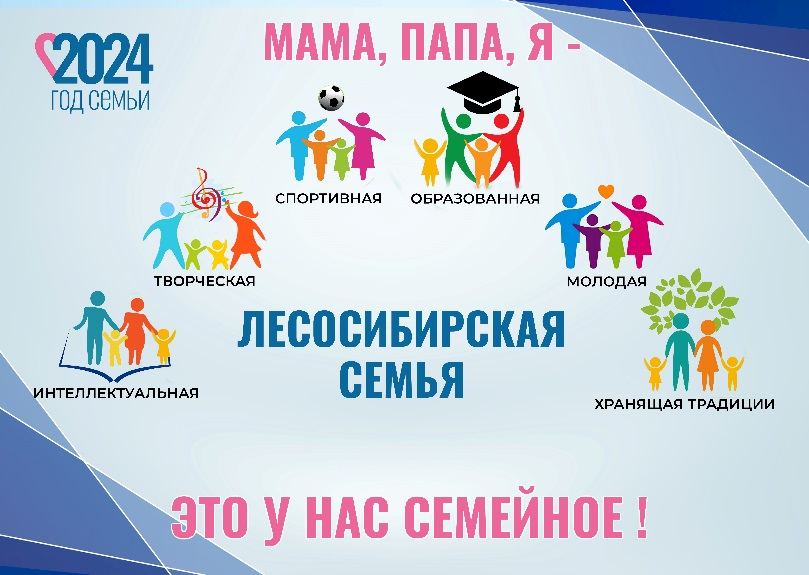 2024
ГОД СЕМЬИ
МАМА, ПАПА, Я -
СПОРТИВНАЯ
ОБРАЗОВАННАЯ
ТВОРЧЕСКАЯ
МОЛОДАЯ
ИНТЕЛЛЕКТУАЛЬНАЯ
ХРАНЯЩАЯ ТРАДИЦИИ
ЛЕСОСИБИРСКАЯ
СЕМЬЯ
ЭТО У НАС СЕМЕЙНОЕ !